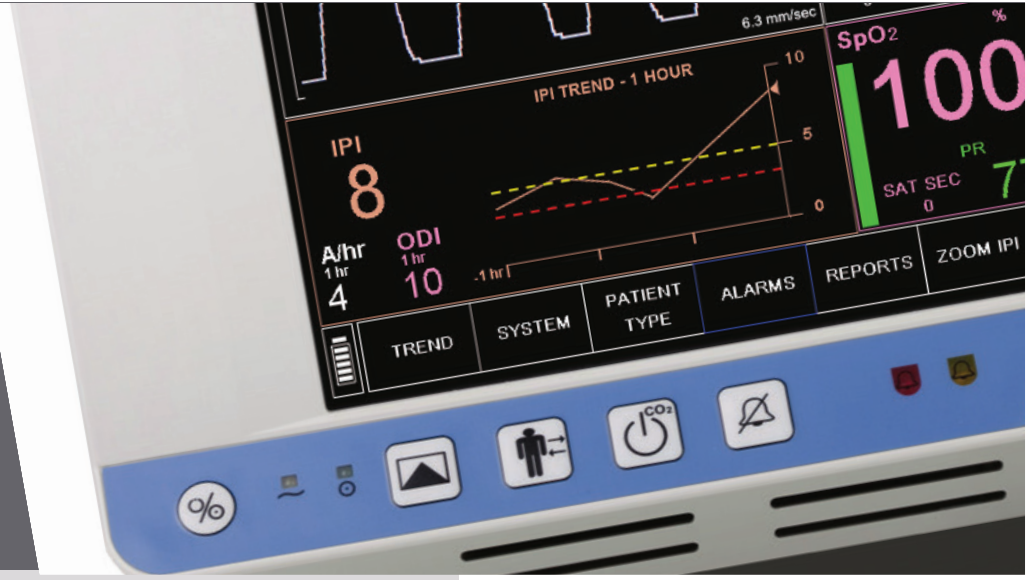 6.3 mm/sec
IPI TREND - 1 HOUR
10
5
0
-1 hr
IPI
8
A/hr
1 hr
4
ODI
1 hr
10
SpO2
%
100
PR
SAT SEC
0
TREND
SYSTEM
PATIENT
TYPE
ALARMS
REPORTS
ZOOM IPI
%
CO2